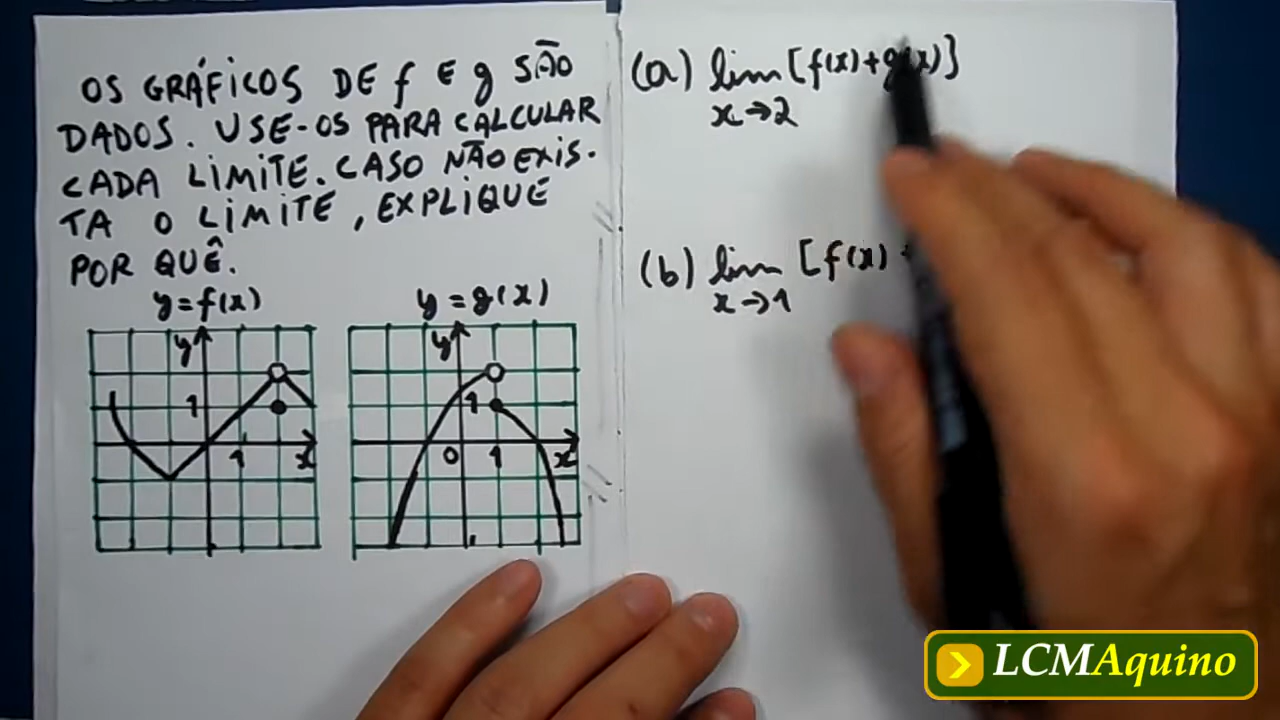 OS GRÁFICOS DE f E g SÃO
DADOS. USE-OS PARA CALCULAR
CADA LIMITE. CASO NÃO EXIS-
TA O LIMITE, EXPLIQUE
POR QUÊ.
y=f(x)
y=g(x)
y
1
1
x
y
1
0
1
x
(a) lim [f(x)+g(x)]
x→2
(b) lim [f(x) +
x→1
LCMAquino